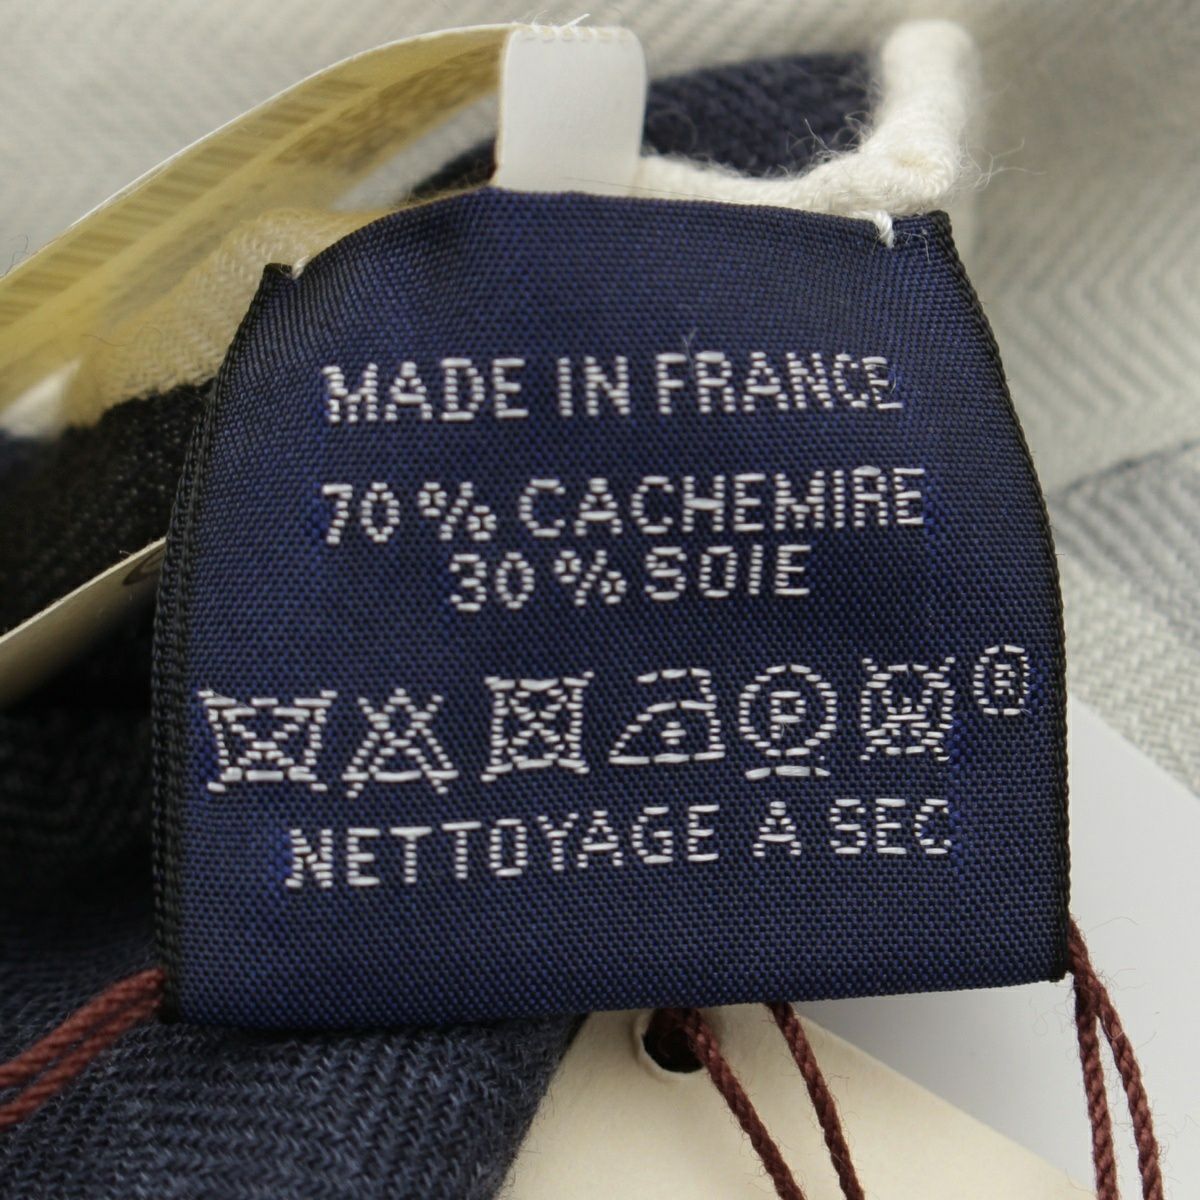 MADE IN FRANCE
70 % CACHEMIRE
30 % SOIE
P ®
NETTOYAGE A SEC